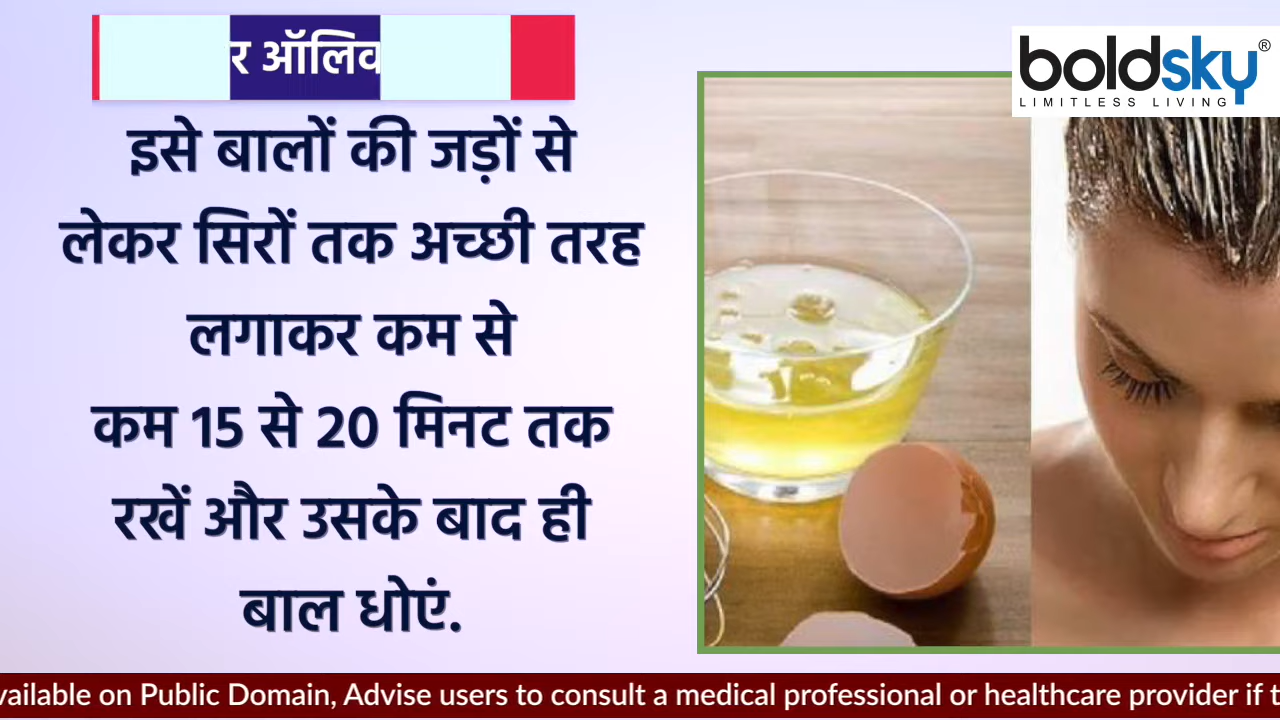 र ऑलिव
boldsky®
LIMITLESS LIVING
इसे बालों की जड़ों से
लेकर सिरों तक अच्छी तरह
लगाकर कम से
कम 15 से 20 मिनट तक
रखें और उसके बाद ही
बाल धोएं.
vailable on Public Domain, Advise users to consult a medical professional or healthcare provider if t